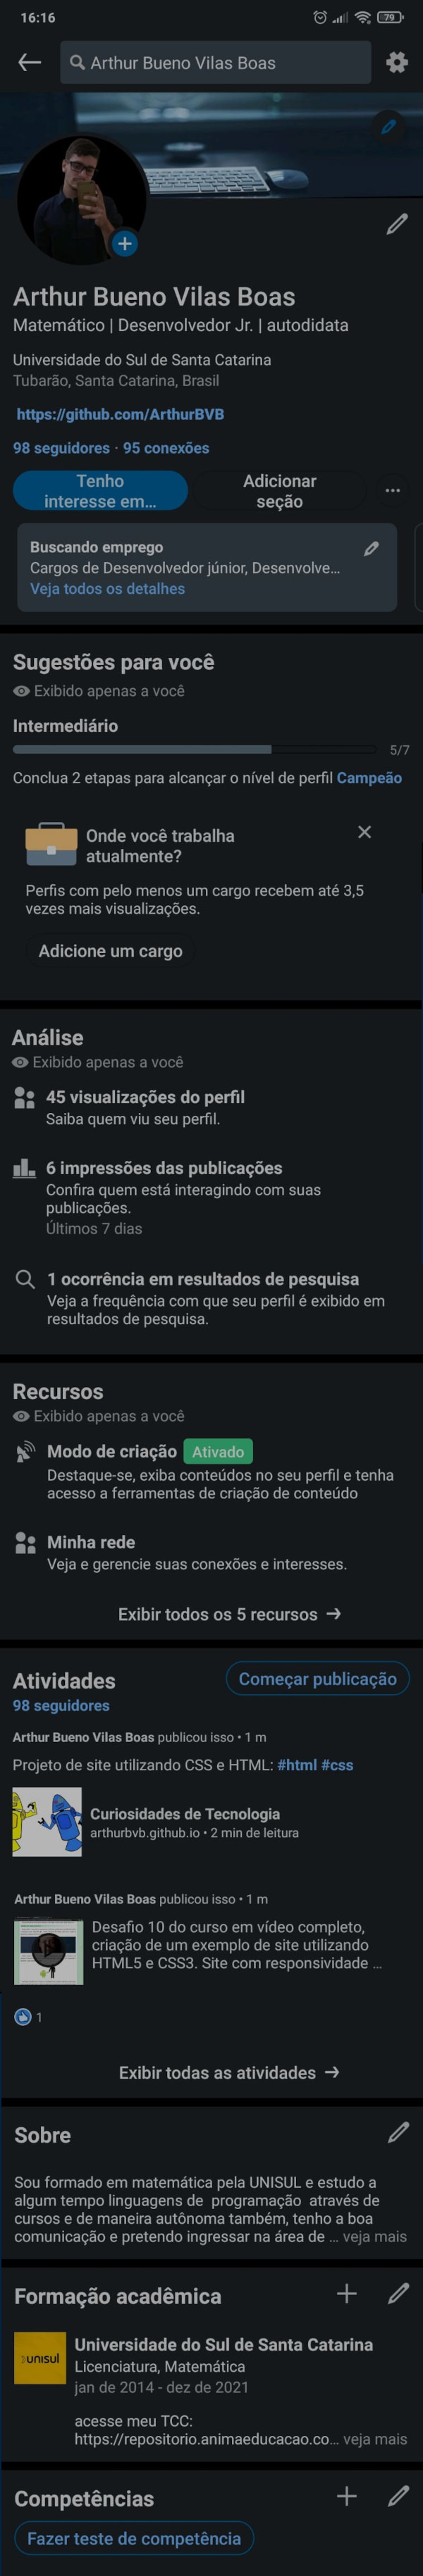 16:16
79
Arthur Bueno Vilas Boas
Arthur Bueno Vilas Boas
Matemático | Desenvolvedor Jr. | autodidata
Universidade do Sul de Santa Catarina
Tubarão, Santa Catarina, Brasil
https://github.com/ArthurBVB
98 seguidores · 95 conexões
Tenho
interesse em...
Adicionar
seção
Buscando emprego
Cargos de Desenvolvedor júnior, Desenvolve...
Veja todos os detalhes
Sugestões para você
Exibido apenas a você
Intermediário
5/7
Conclua 2 etapas para alcançar o nível de perfil Campeão
Onde você trabalha
atualmente?
Perfis com pelo menos um cargo recebem até 3,5
vezes mais visualizações.
Adicione um cargo
Análise
Exibido apenas a você
45 visualizações do perfil
Saiba quem viu seu perfil.
6 impressões das publicações
Confira quem está interagindo com suas
publicações.
Últimos 7 dias
1 ocorrência em resultados de pesquisa
Veja a frequência com que seu perfil é exibido em
resultados de pesquisa.
Recursos
Exibido apenas a você
Modo de criação Ativado
Destaque-se, exiba conteúdos no seu perfil e tenha
acesso a ferramentas de criação de conteúdo
Minha rede
Veja e gerencie suas conexões e interesses.
Exibir todos os 5 recursos →
Atividades
Começar publicação
98 seguidores
Arthur Bueno Vilas Boas publicou isso • 1 m
Projeto de site utilizando CSS e HTML: #html #css
Curiosidades de Tecnologia
arthurbvb.github.io • 2 min de leitura
Arthur Bueno Vilas Boas publicou isso • 1 m
Desafio 10 do curso em vídeo completo,
criação de um exemplo de site utilizando
HTML5 e CSS3. Site com responsividade ...
1
Exibir todas as atividades →
Sobre
Sou formado em matemática pela UNISUL e estudo a
algum tempo linguagens de programação através de
cursos e de maneira autônoma também, tenho a boa
comunicação e pretendo ingressar na área de ... veja mais
Formação acadêmica
unisul
Universidade do Sul de Santa Catarina
Licenciatura, Matemática
jan de 2014 - dez de 2021
acesse meu TCC:
https://repositorio.animaeducacao.co... veja mais
Competências
Fazer teste de competência